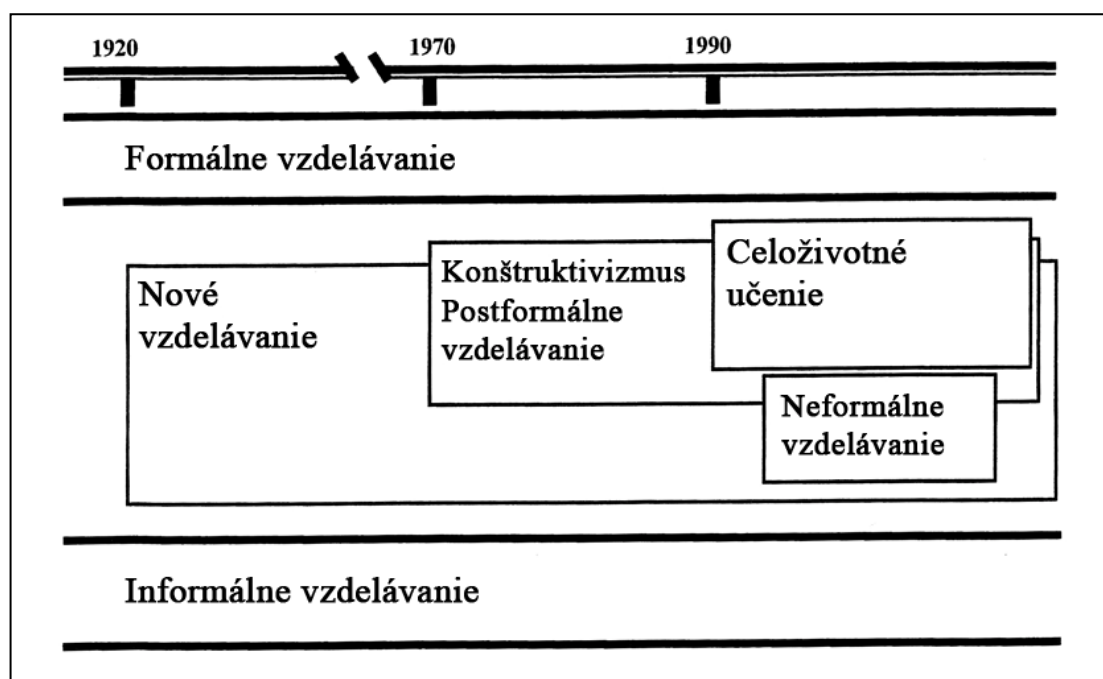 1920 1970 1990
Formálne vzdelávanie
Nové
vzdelávanie
Konštruktivizmus
Postformálne
vzdelávanie
Celoživotné
učenie
Neformálne
vzdelávanie
Informálne vzdelávanie